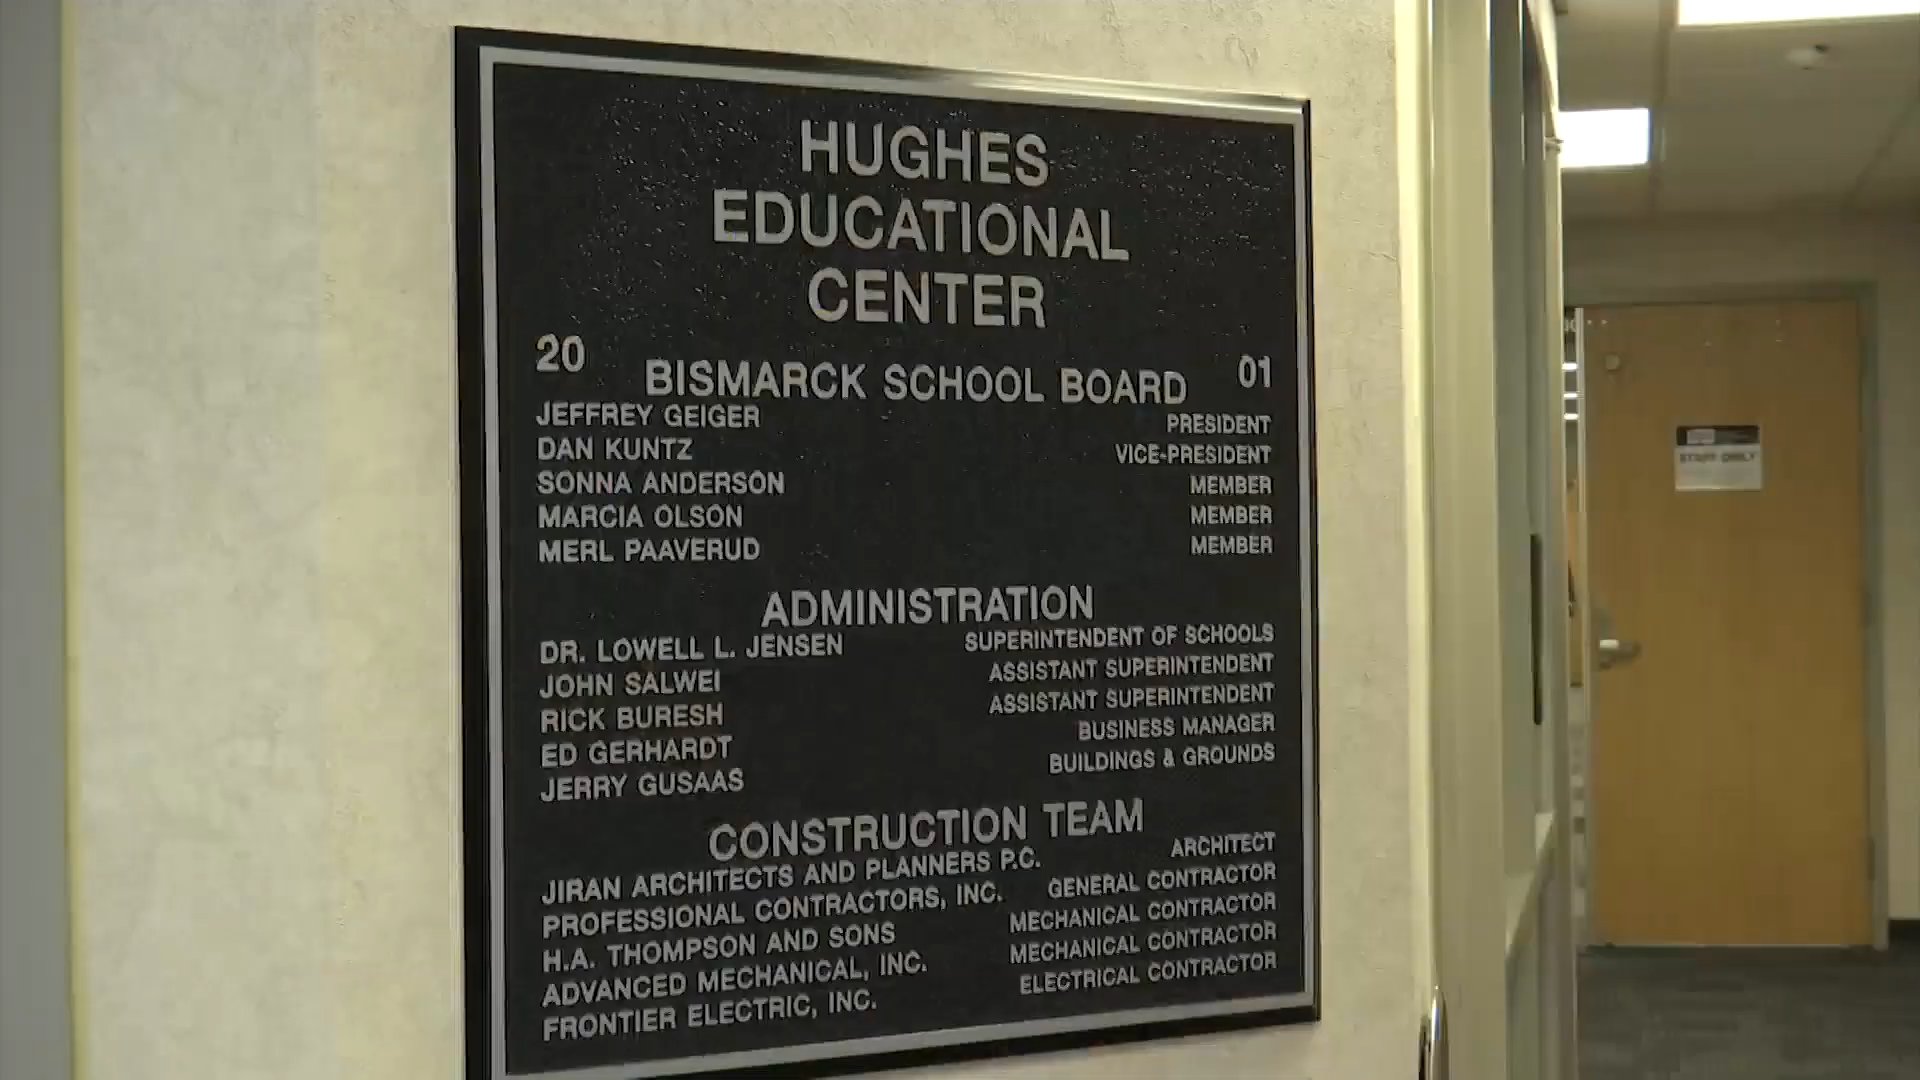 HUGHES
EDUCATIONAL
CENTER
20 BISMARCK SCHOOL BOARD 01
JEFFREY GEIGER PRESIDENT
DAN KUNTZ VICE-PRESIDENT
SONNA ANDERSON MEMBER
MARCIA OLSON MEMBER
MERL PAAVERUD MEMBER
ADMINISTRATION
DR. LOWELL L. JENSEN SUPERINTENDENT OF SCHOOLS
JOHN SALWEI ASSISTANT SUPERINTENDENT
RICK BURESH ASSISTANT SUPERINTENDENT
ED GERHARDT BUSINESS MANAGER
JERRY GUSAAS BUILDINGS & GROUNDS
CONSTRUCTION TEAM
JIRAN ARCHITECTS AND PLANNERS P.C. ARCHITECT
PROFESSIONAL CONTRACTORS, INC. GENERAL CONTRACTOR
H.A. THOMPSON AND SONS MECHANICAL CONTRACTOR
ADVANCED MECHANICAL, INC. MECHANICAL CONTRACTOR
FRONTIER ELECTRIC, INC. ELECTRICAL CONTRACTOR
STAFF ONLY